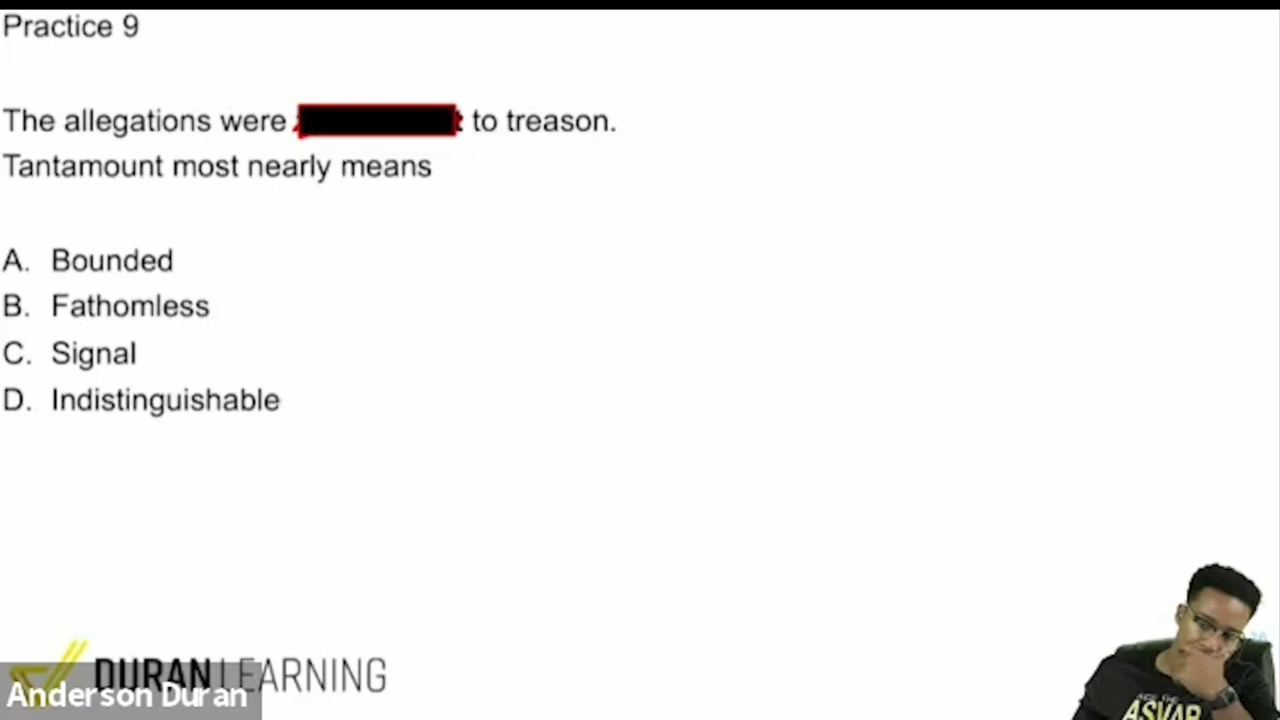 Practice 9
The allegations were to treason.
Tantamount most nearly means
A. Bounded
B. Fathomless
C. Signal
D. Indistinguishable
DURAN LEARNING
Anderson Duran
ASVAB